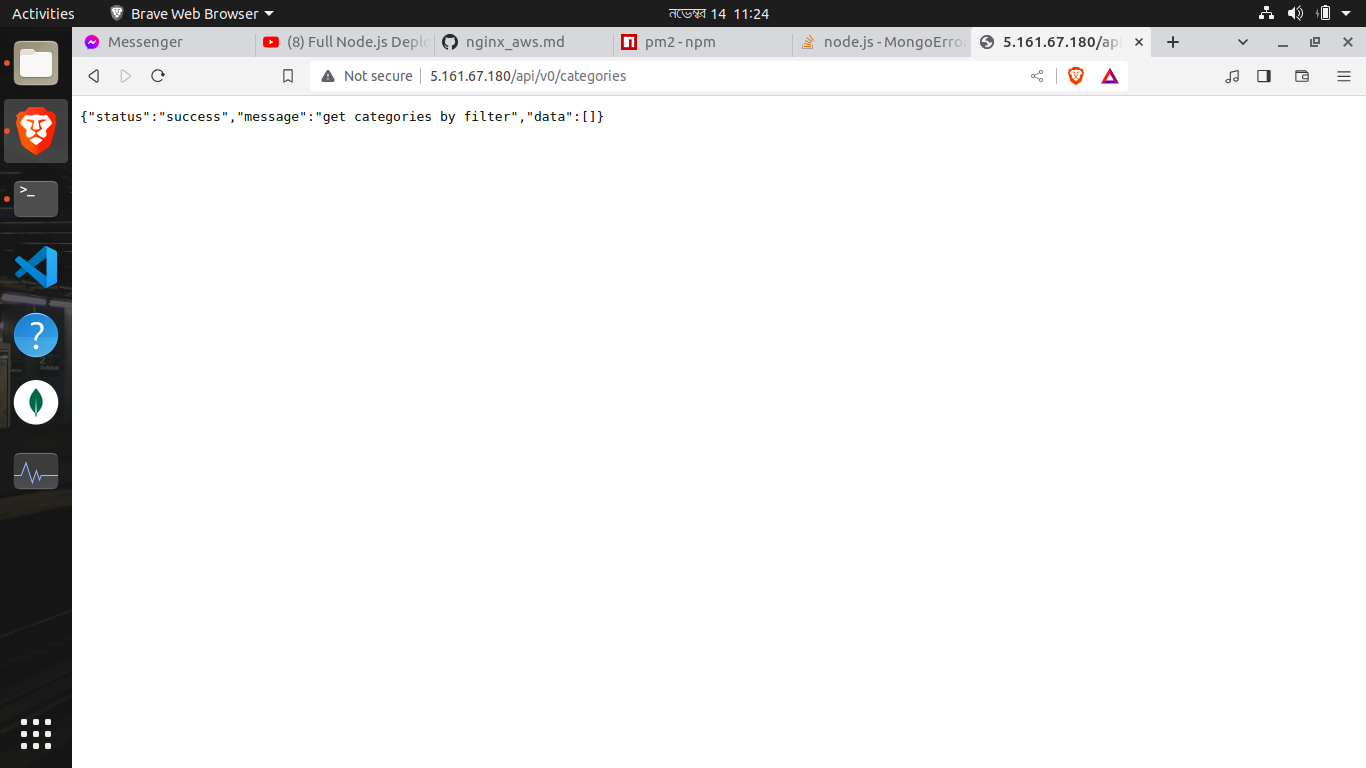 Activities Brave Web Browser নভেম্বর 14 11:24
Messenger (8) Full Node.js Deplo nginx_aws.md pm2 - npm node.js - MongoErro 5.161.67.180/api
Not secure 5.161.67.180/api/v0/categories
{"status":"success","message":"get categories by filter","data":[]}